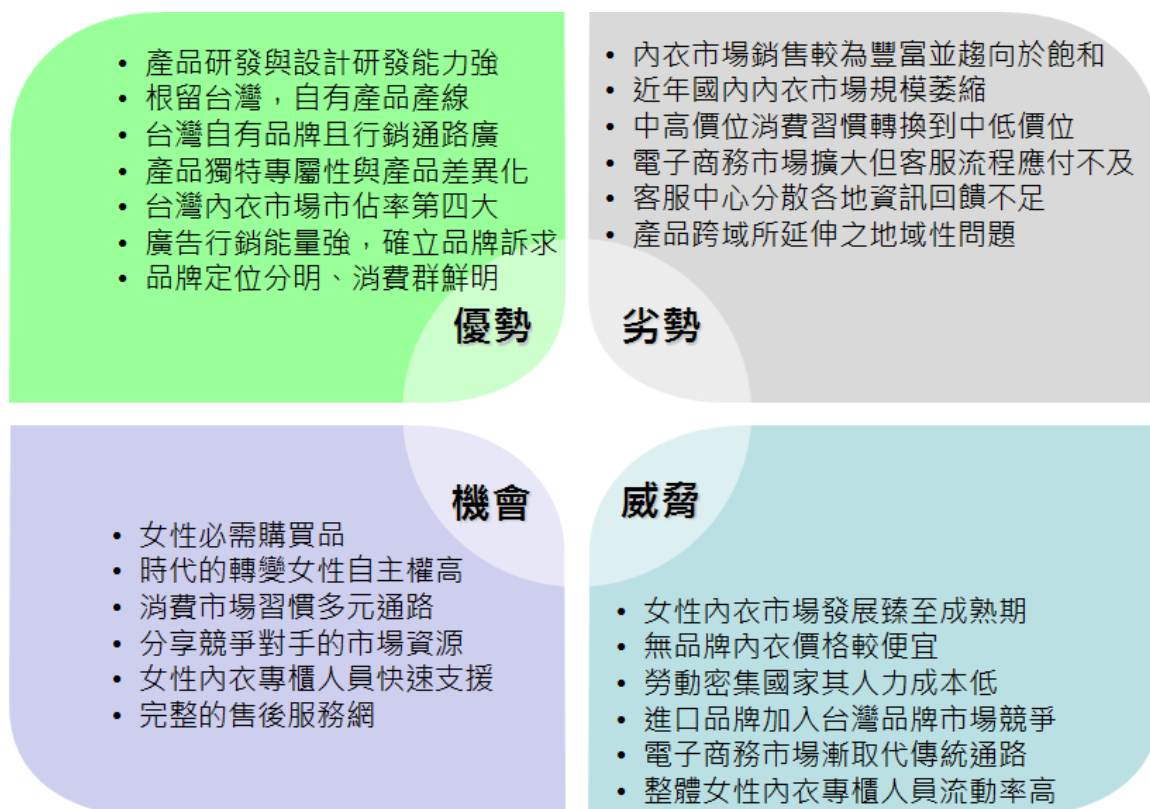 • 產品研發與設計研發能力強
• 根留台灣，自有產品產線
• 台灣自有品牌且行銷通路廣
• 產品獨特專屬性與產品差異化
• 台灣內衣市場市佔率第四大
• 廣告行銷能量強，確立品牌訴求
• 品牌定位分明、消費群鮮明
優勢
• 內衣市場銷售較為豐富並趨向於飽和
• 近年國內內衣市場規模萎縮
• 中高價位消費習慣轉換到中低價位
• 電子商務市場擴大但客服流程應付不及
• 客服中心分散各地資訊回饋不足
• 產品跨域所延伸之地域性問題
劣勢
機會
• 女性必需購買品
• 時代的轉變女性自主權高
• 消費市場習慣多元通路
• 分享競爭對手的市場資源
• 女性內衣專櫃人員快速支援
• 完整的售後服務網
威脅
• 女性內衣市場發展臻至成熟期
• 無品牌內衣價格較便宜
• 勞動密集國家其人力成本低
• 進口品牌加入台灣品牌市場競爭
• 電子商務市場漸取代傳統通路
• 整體女性內衣專櫃人員流動率高